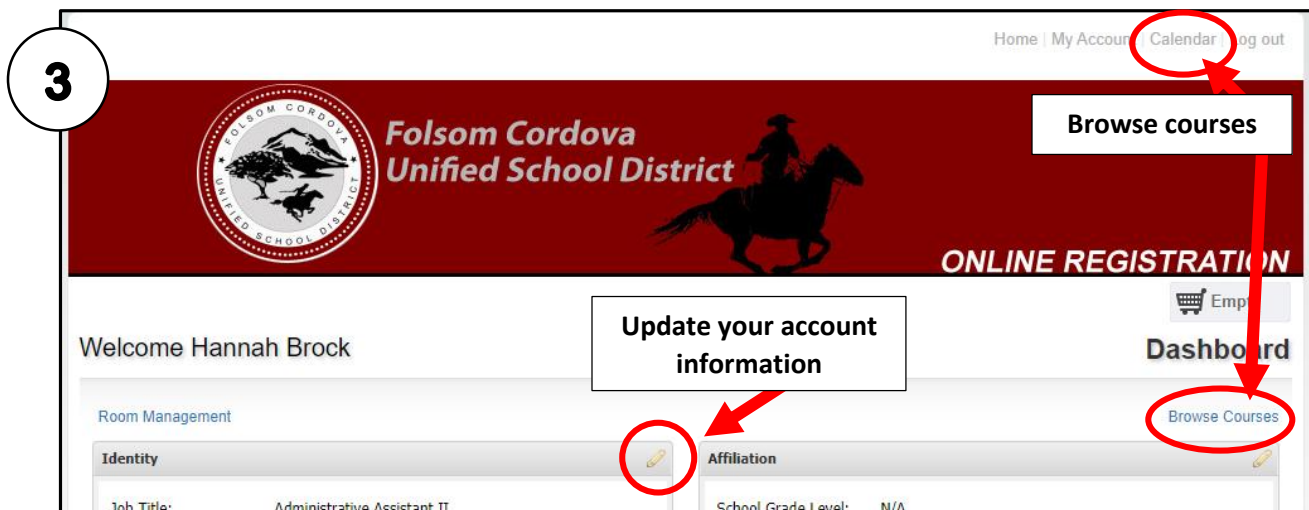 3
Home | My Account | Calendar | Log out
FOLSOM CORDOVA
UNIFIED SCHOOL DISTRICT
Folsom Cordova
Unified School District
Browse courses
ONLINE REGISTRATION
Empty
Update your account
information
Welcome Hannah Brock
Dashboard
Room Management
Browse Courses
Identity
Affiliation
Job Title: Administrative Assistant II
School Grade Level: N/A